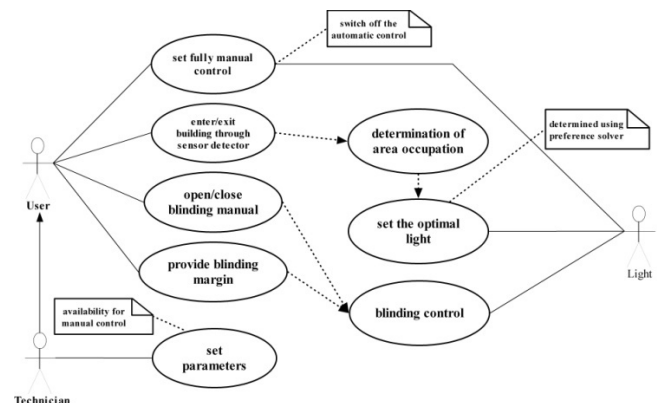 switch off the
automatic control
set fully manual
control
enter/exit
building through
sensor detector
determination of
area occupation
determined using
preference solver
User
open/close
blinding manual
set the optimal
light
Light
provide blinding
margin
availability for
manual control
blinding control
set
parameters
Technician